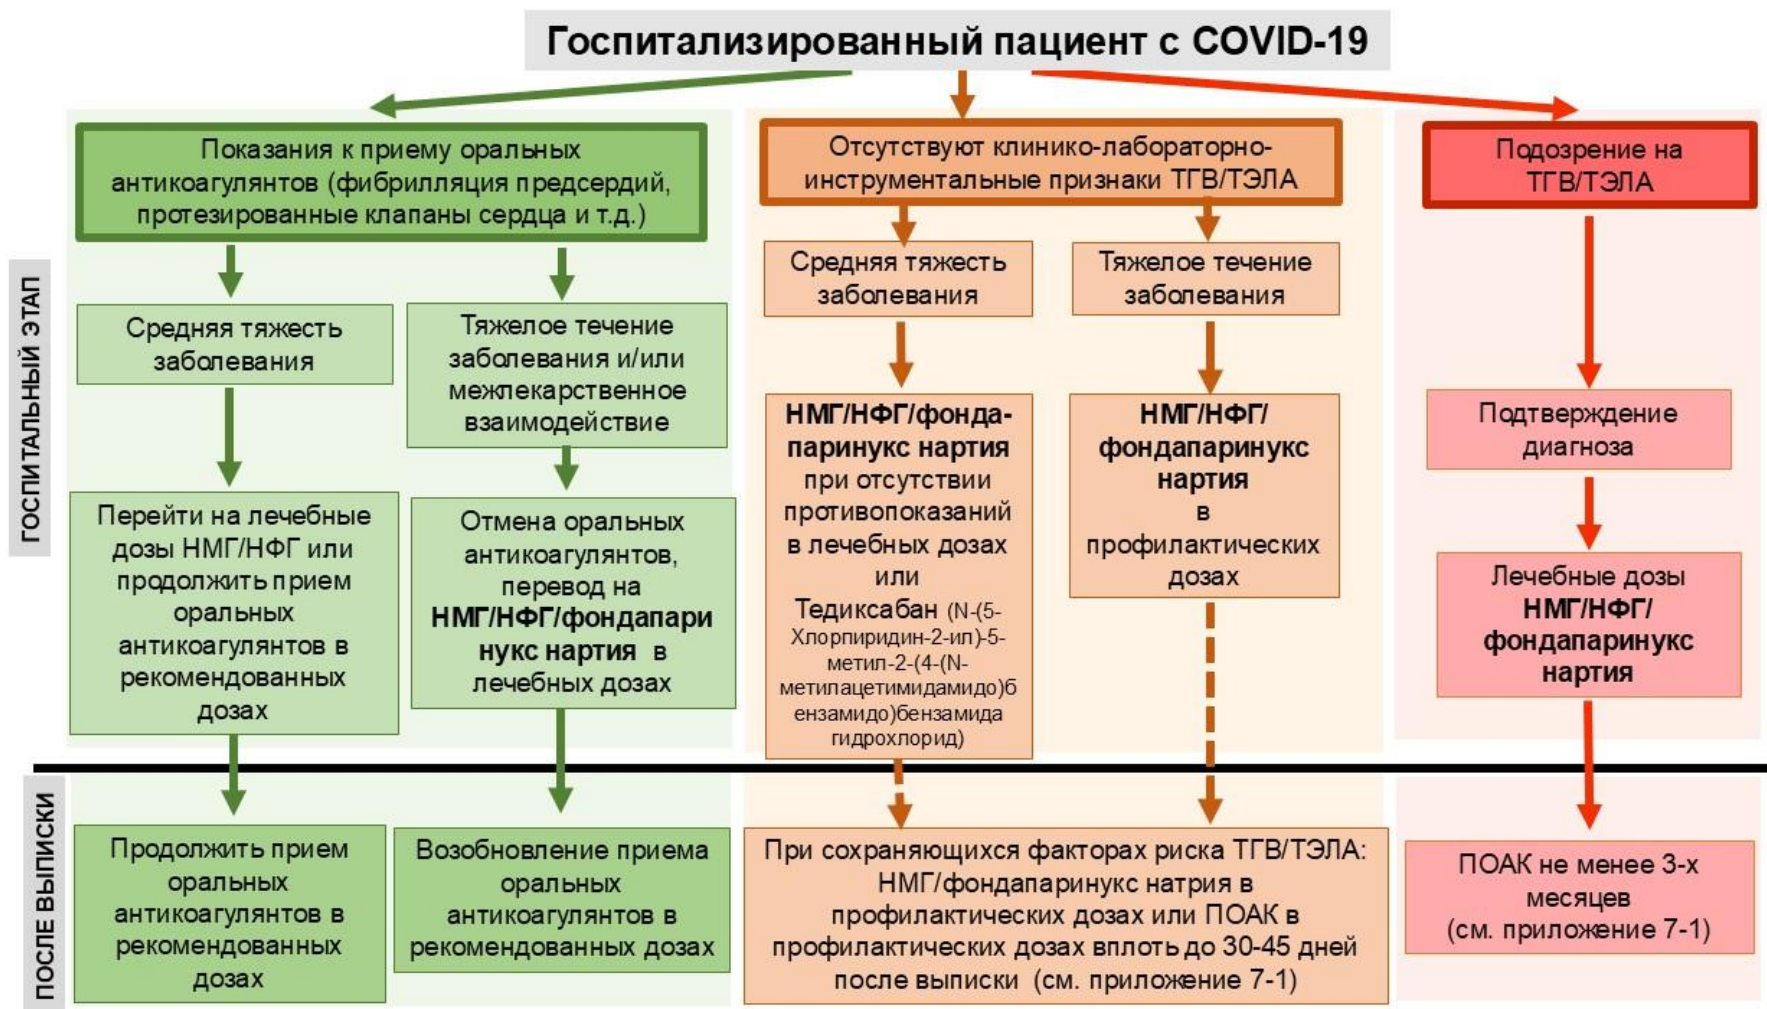 Госпитализированный пациент с COVID-19
ГОСПИТАЛЬНЫЙ ЭТАП
Показания к приему оральных
антикоагулянтов (фибрилляция предсердий,
протезированные клапаны сердца и т.д.)
Средняя тяжесть
заболевания
Тяжелое течение
заболевания и/или
межлекарственное
взаимодействие
Перейти на лечебные
дозы НМГ/НФГ или
продолжить прием
оральных
антикоагулянтов в
рекомендованных
дозах
Отмена оральных
антикоагулянтов,
перевод на
НМГ/НФГ/фондапари
нукс нартия в
лечебных дозах
Отсутствуют клинико-лабораторно-
инструментальные признаки ТГВ/ТЭЛА
Средняя тяжесть
заболевания
Тяжелое течение
заболевания
НМГ/НФГ/фонда-
паринукс нартия
при отсутствии
противопоказаний
в лечебных дозах
или
Тедиксабан (N-(5-
Хлорпиридин-2-ил)-5-
метил-2-(4-(N-
метилацетимидамидо)б
ензамидо)бензамида
гидрохлорид)
НМГ/НФГ/
фондапаринукс
нартия
в
профилактических
дозах
Подозрение на
ТГВ/ТЭЛА
Подтверждение
диагноза
Лечебные дозы
НМГ/НФГ/
фондапаринукс
нартия
ПОСЛЕ ВЫПИСКИ
Продолжить прием
оральных
антикоагулянтов в
рекомендованных
дозах
Возобновление приема
оральных
антикоагулянтов в
рекомендованных дозах
При сохраняющихся факторах риска ТГВ/ТЭЛА:
НМГ/фондапаринукс натрия в
профилактических дозах или ПОАК в
профилактических дозах вплоть до 30-45 дней
после выписки (см. приложение 7-1)
ПОАК не менее 3-х
месяцев
(см. приложение 7-1)